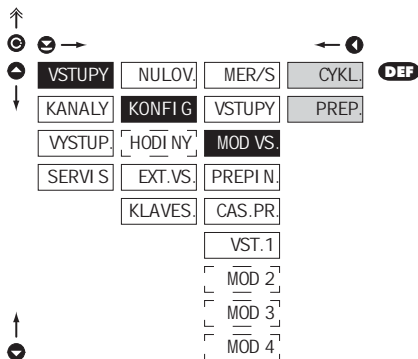 VSTUPY NULOV. MER/S CYKL. DEF
KANALY KONFIG VSTUPY PREP.
VYSTUP. HODINY MOD VS.
SERVIS EXT.VS. PREPIN.
KLAVES. CAS.PR.
VST.1
MOD 2
MOD 3
MOD 4